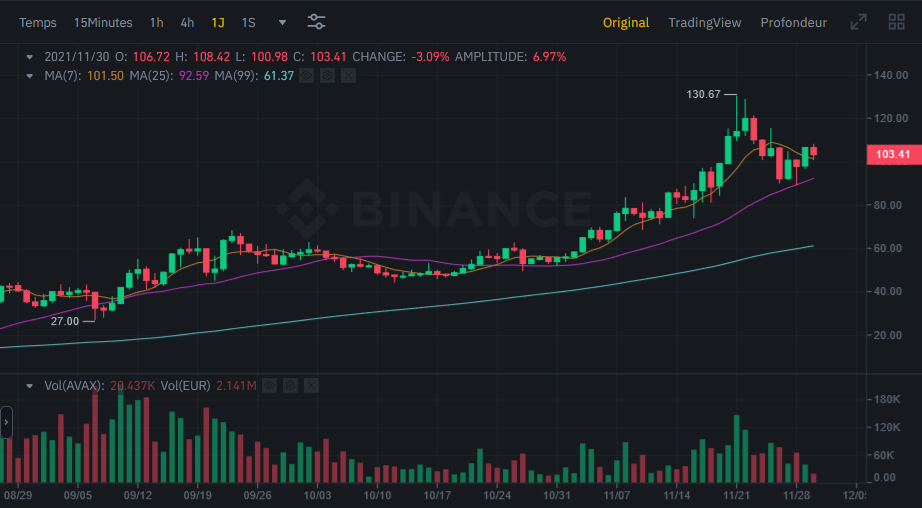 Temps 15Minutes 1h 4h 1J 1S Original TradingView Profondeur
2021/11/30 O: 106.72 H: 108.42 L: 100.98 C: 103.41 CHANGE: -3.09% AMPLITUDE: 6.97%
MA(7): 101.50 MA(25): 92.59 MA(99): 61.37
140.00
130.67
120.00
103.41
BINANCE
80.00
60.00
40.00
27.00
20.00
Vol(AVAX): 20.437K Vol(EUR) 2.141M
180K
120K
60K
0.00
08/29 09/05 09/12 09/19 09/26 10/03 10/10 10/17 10/24 10/31 11/07 11/14 11/21 11/28